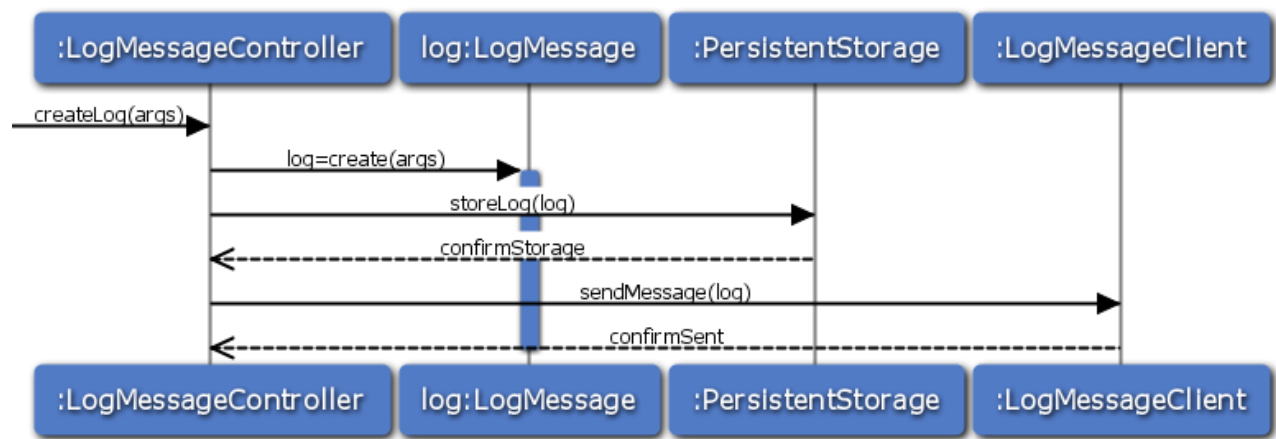 :LogMessageController
log:LogMessage
:PersistentStorage
:LogMessageClient
createLog(args)
log=create(args)
storeLog(log)
confirmStorage
sendMessage(log)
confirmSent
:LogMessageController
log:LogMessage
:PersistentStorage
:LogMessageClient